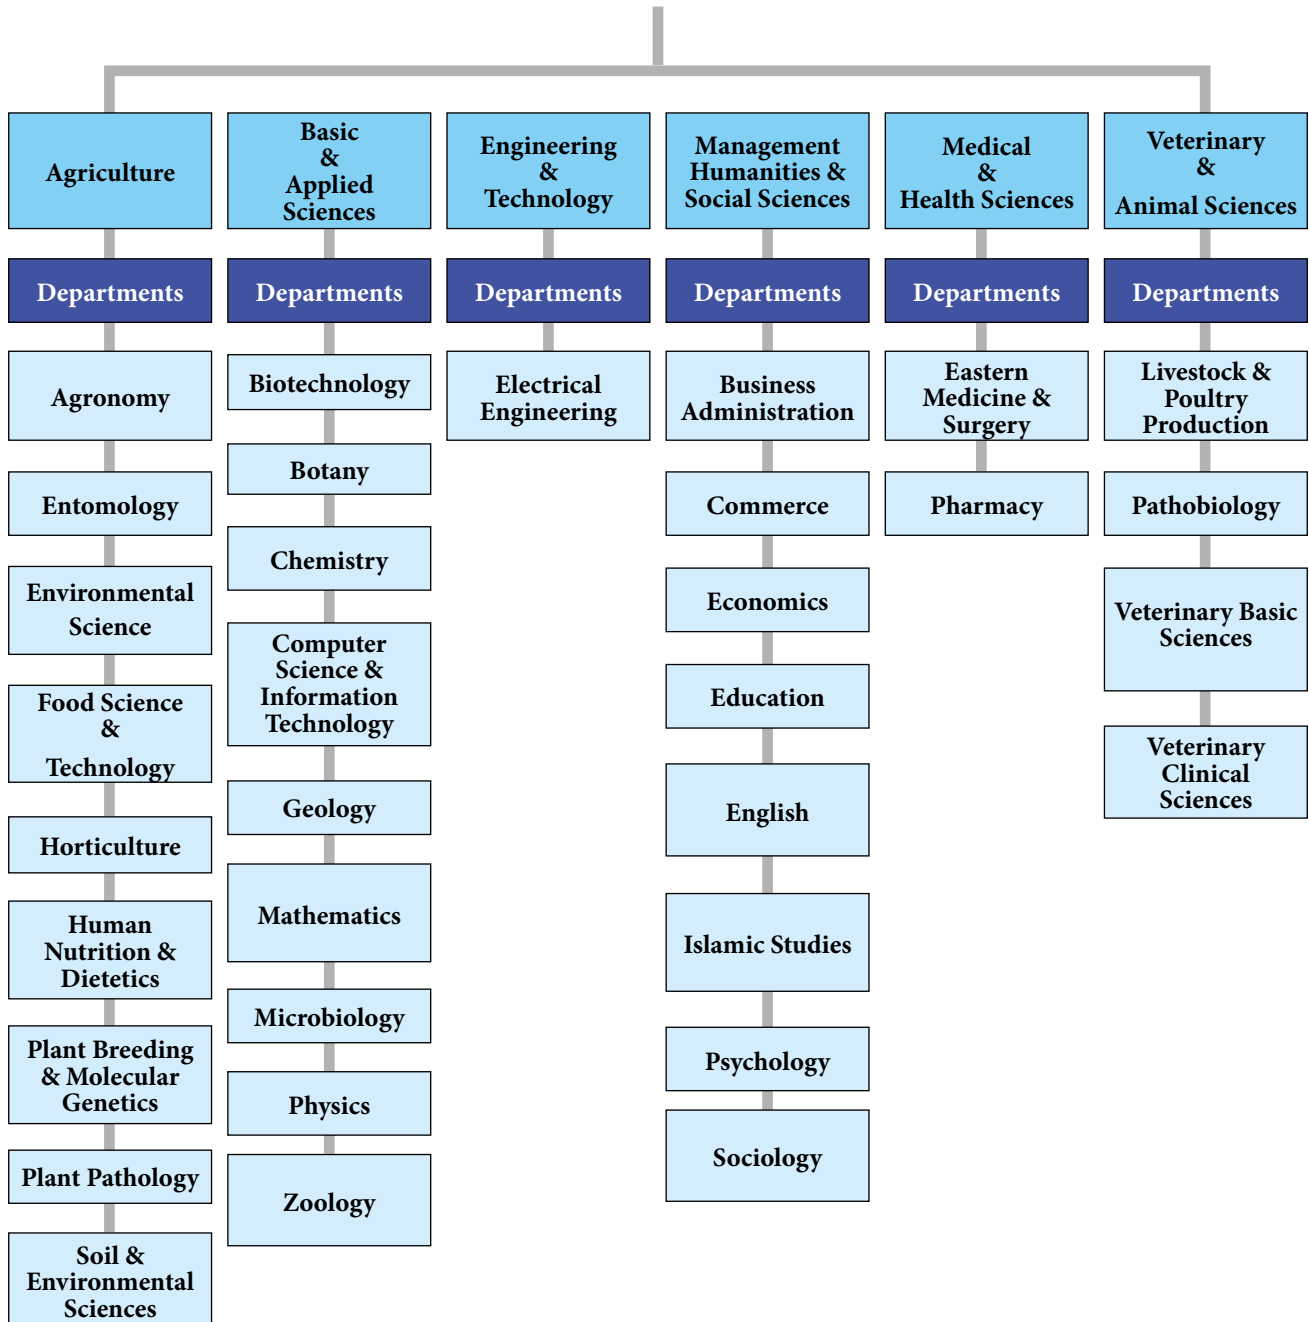 Agriculture
Basic
&
Applied
Sciences
Engineering
&
Technology
Management
Humanities &
Social Sciences
Medical
&
Health Sciences
Veterinary
&
Animal Sciences
Departments
Departments
Departments
Departments
Departments
Departments
Agronomy
Entomology
Environmental
Science
Food Science
&
Technology
Horticulture
Human
Nutrition &
Dietetics
Plant Breeding
& Molecular
Genetics
Plant Pathology
Soil &
Environmental
Sciences
Biotechnology
Botany
Chemistry
Computer
Science &
Information
Technology
Geology
Mathematics
Microbiology
Physics
Zoology
Electrical
Engineering
Business
Administration
Commerce
Economics
Education
English
Islamic Studies
Psychology
Sociology
Eastern
Medicine &
Surgery
Pharmacy
Livestock &
Poultry
Production
Pathobiology
Veterinary Basic
Sciences
Veterinary
Clinical
Sciences